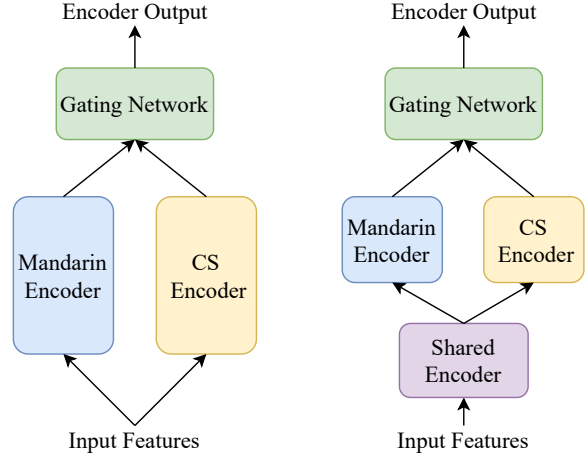 Encoder Output
Gating Network
Mandarin
Encoder
CS
Encoder
Input Features
Encoder Output
Gating Network
Mandarin
Encoder
CS
Encoder
Shared
Encoder
Input Features